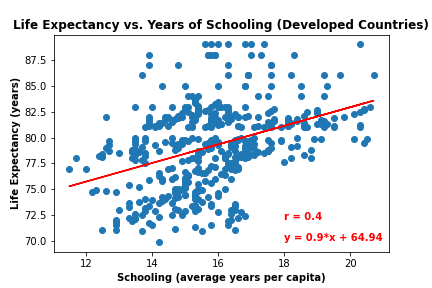 Life Expectancy vs. Years of Schooling (Developed Countries)
Life Expectancy (years)
87.5
85.0
82.5
80.0
77.5
75.0
72.5
70.0
r = 0.4
y = 0.9*x + 64.94
12 14 16 18 20
Schooling (average years per capita)